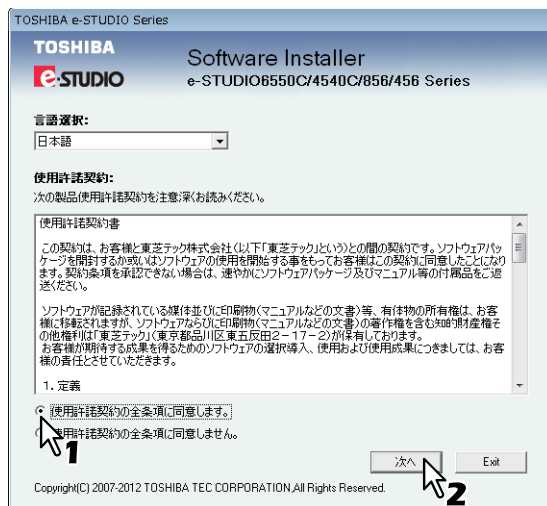 TOSHIBA e-STUDIO Series
TOSHIBA
e-STUDIO
Software Installer
e-STUDIO6550C/4540C/856/456 Series
言語選択:
日本語
使用許諾契約:
次の製品使用許諾契約を注意深くお読みください。
使用許諾契約書
この契約は、お客様と東芝テック株式会社(以下「東芝テック」という)との間の契約です。ソフトウェアパッ
ケージを開封するか或いはソフトウェアの使用を開始する事をもってお客様はこの契約に同意したことになり
ます。契約条項を承認できない場合は、速やかにソフトウェアパッケージ及びマニュアル等の付属品をご返
送ください。
ソフトウェアが記録されている媒体並びに印刷物(マニュアルなどの文書)等、有体物の所有権は、お客
様に移転されますが、ソフトウェアならびに印刷物(マニュアルなどの文書)の著作権を含む知的財産権そ
の他権利は「東芝テック」(東京都品川区東五反田2-17-2)が保有しております。
お客様が期待する成果を得るためのソフトウェアの選択導入、使用および使用成果につきましては、お客
様の責任とさせていただきます。
1. 定義
使用許諾契約の全条項に同意します。
使用許諾契約の全条項に同意しません。
1
次へ
Exit
2
Copyright(C) 2007-2012 TOSHIBA TEC CORPORATION,All Rights Reserved.